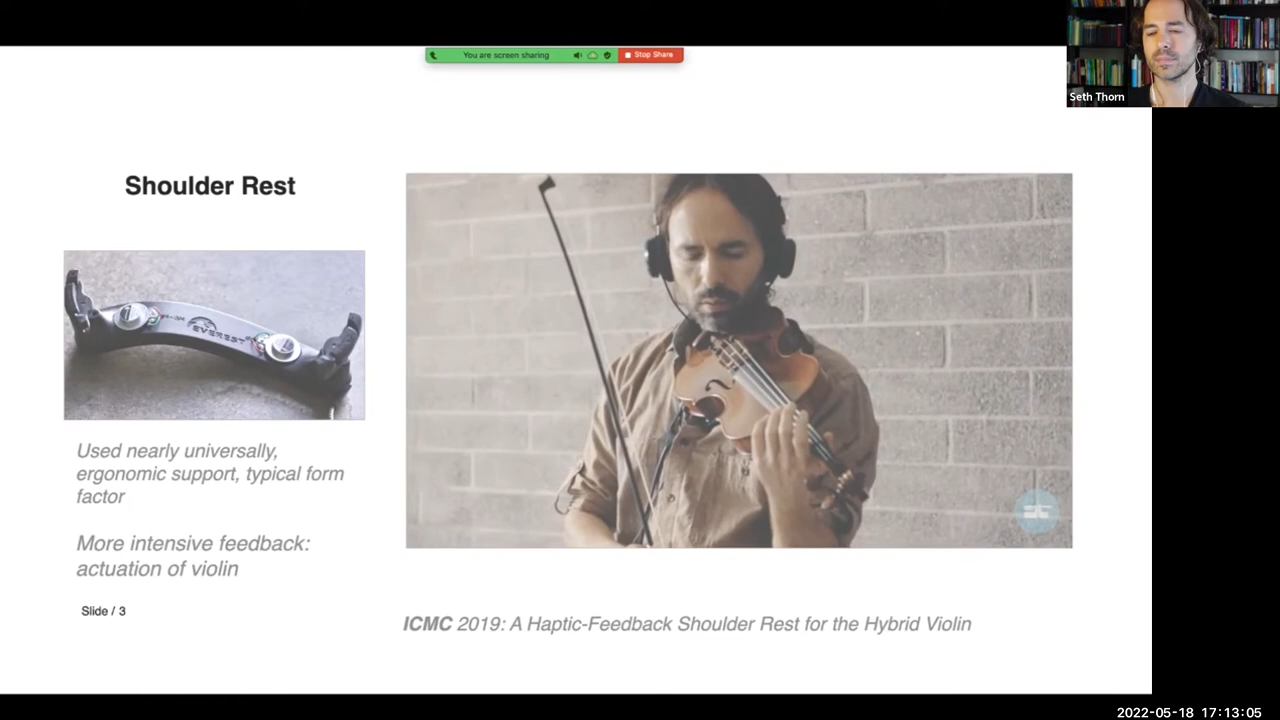 You are screen sharing
Stop Share
Seth Thorn
Shoulder Rest
EVEREST
Used nearly universally,
ergonomic support, typical form
factor
More intensive feedback:
actuation of violin
Slide / 3
ICMC 2019: A Haptic-Feedback Shoulder Rest for the Hybrid Violin
2022-05-18 17:13:05